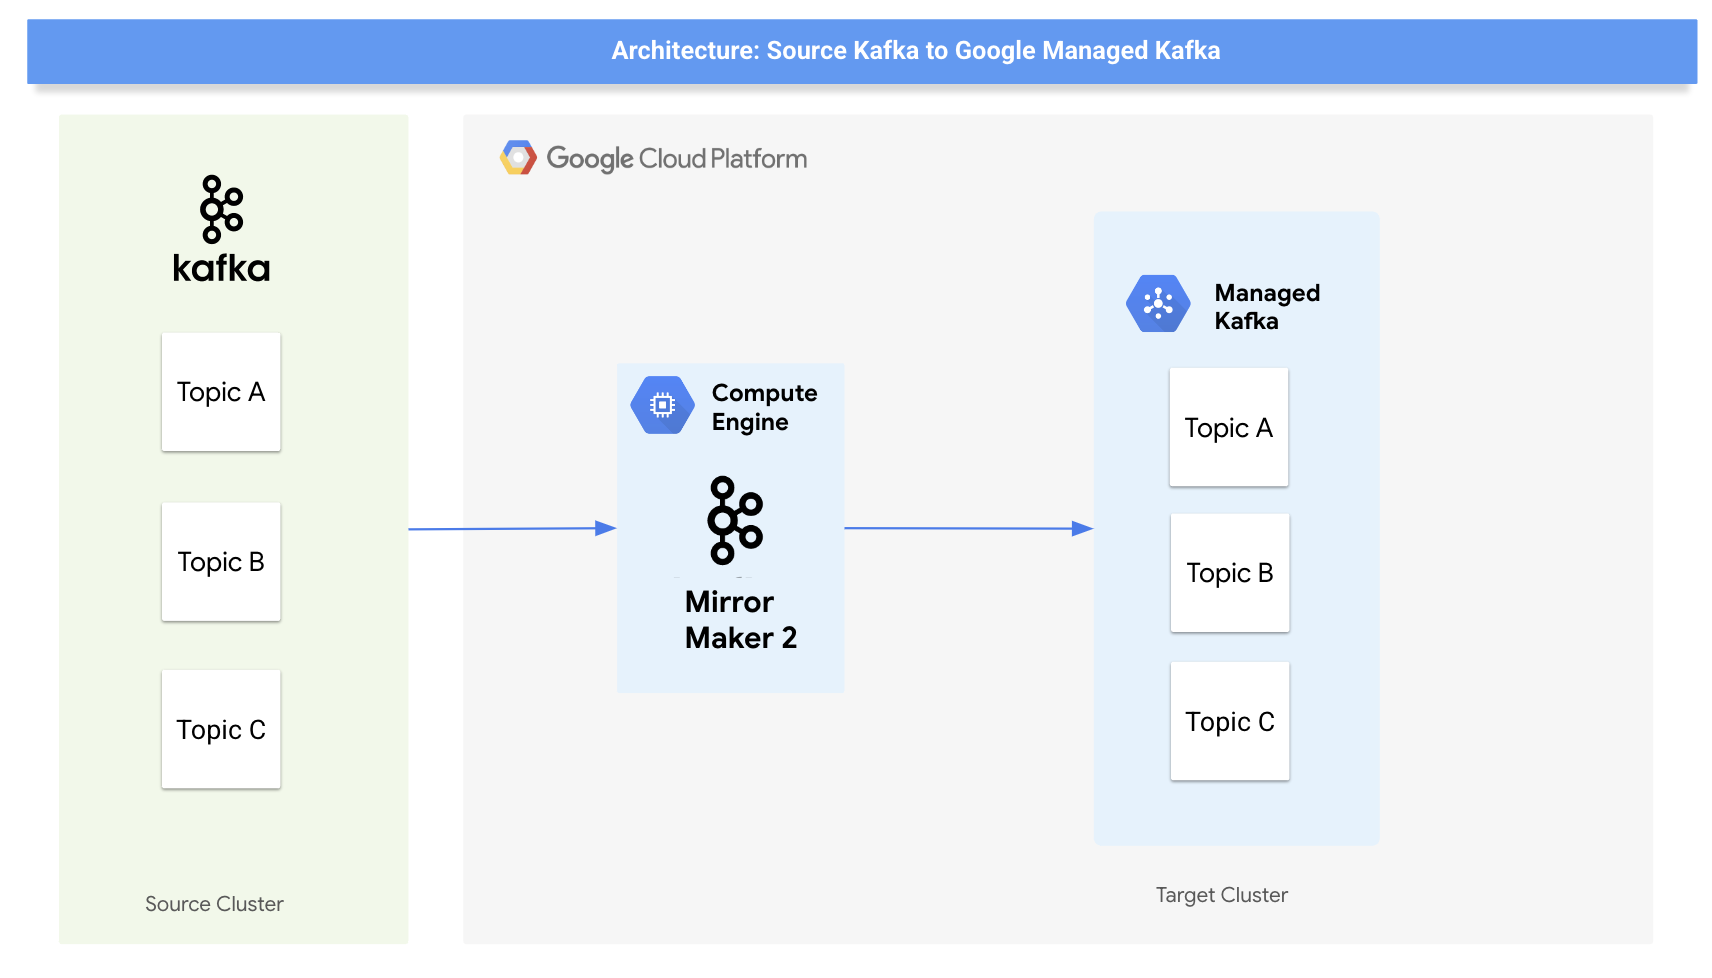 Architecture: Source Kafka to Google Managed Kafka
kafka
Topic A
Topic B
Topic C
Source Cluster
Google Cloud Platform
Compute
Engine
Mirror
Maker 2
Managed
Kafka
Topic A
Topic B
Topic C
Target Cluster